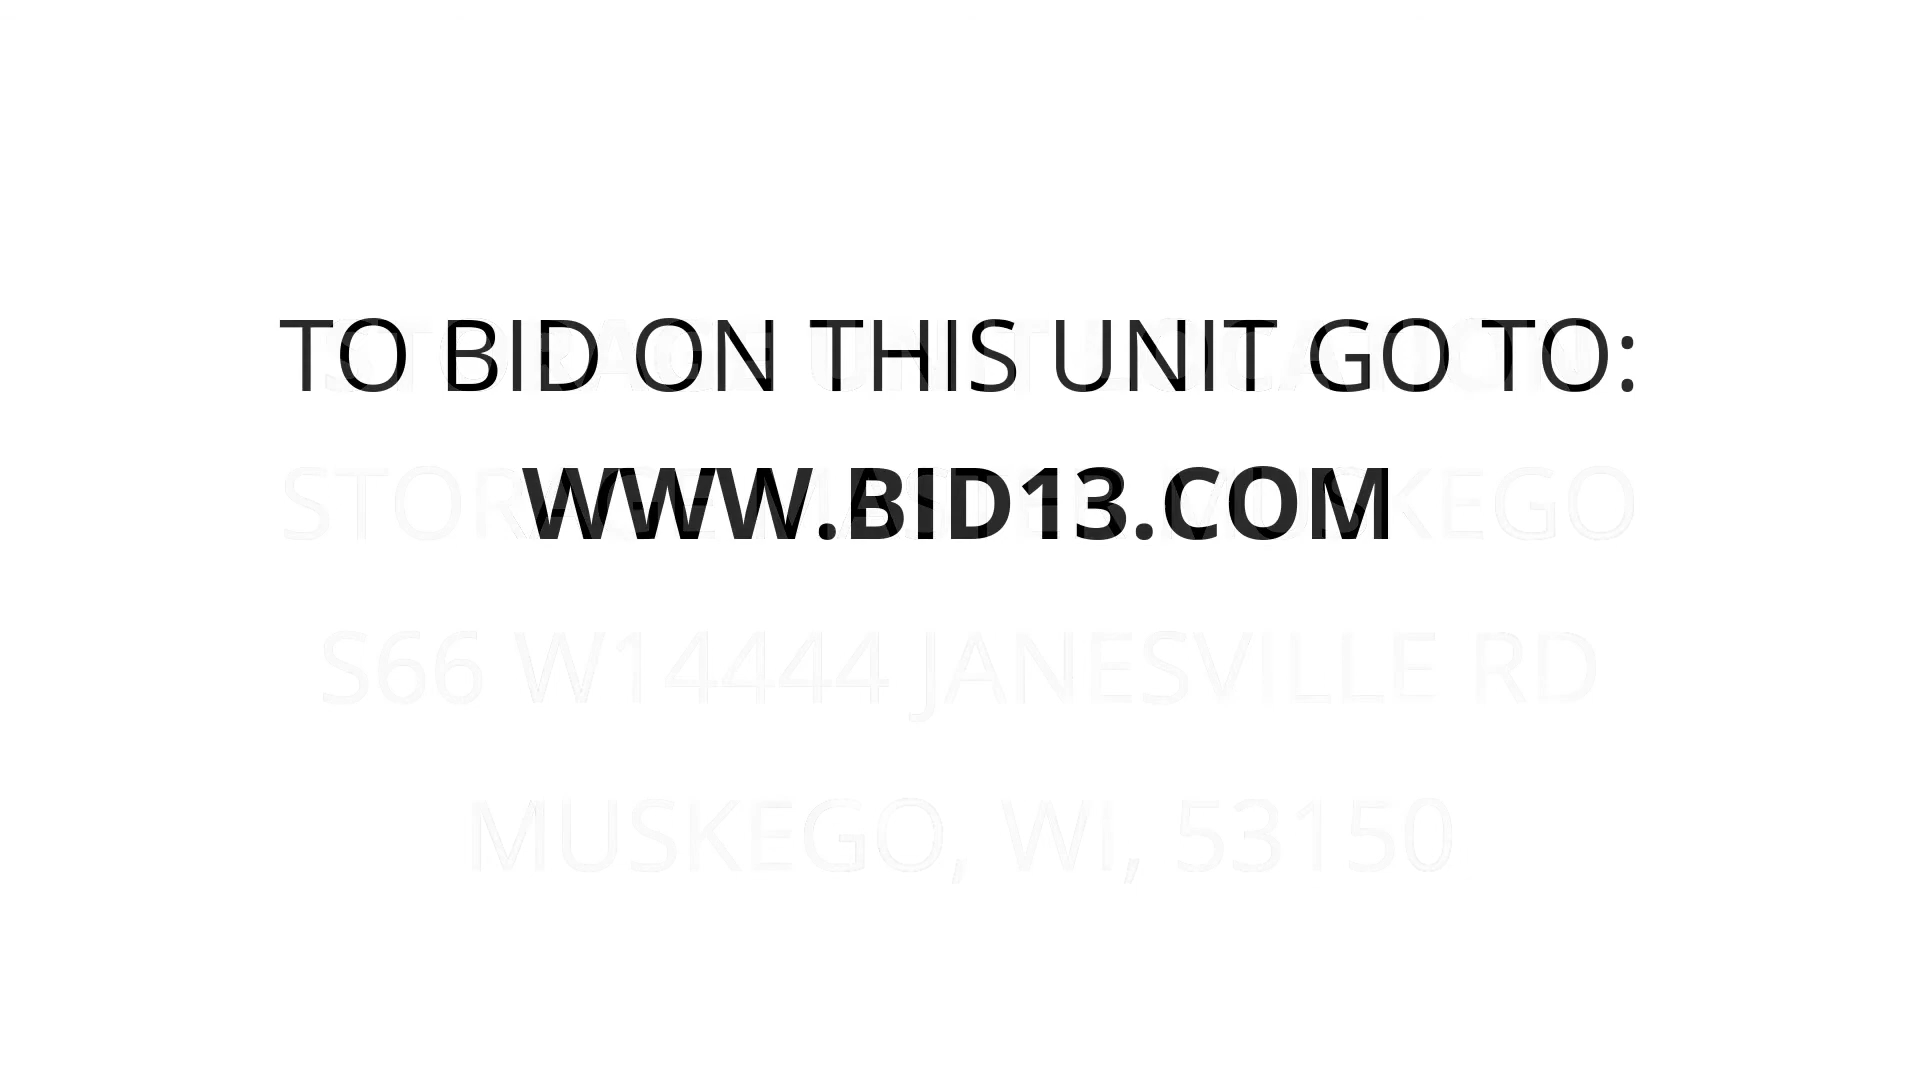 TO BID ON THIS UNIT GO TO:
WWW.BID13.COM
S66 W14444 JANESVILLE RD
MUSKEGO, WI, 53150